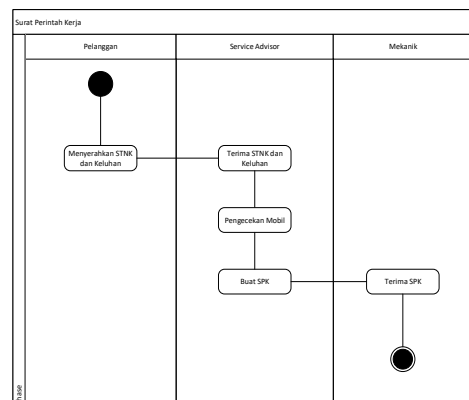 Surat Perintah Kerja
Pelanggan
Service Advisor
Mekanik
Menyerahkan STNK
dan Keluhan
Terima STNK dan
Keluhan
Pengecekan Mobil
Buat SPK
Terima SPK